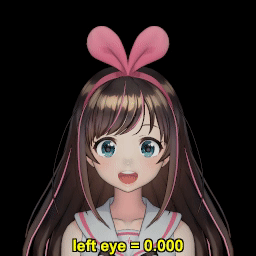 left eye = 0.000